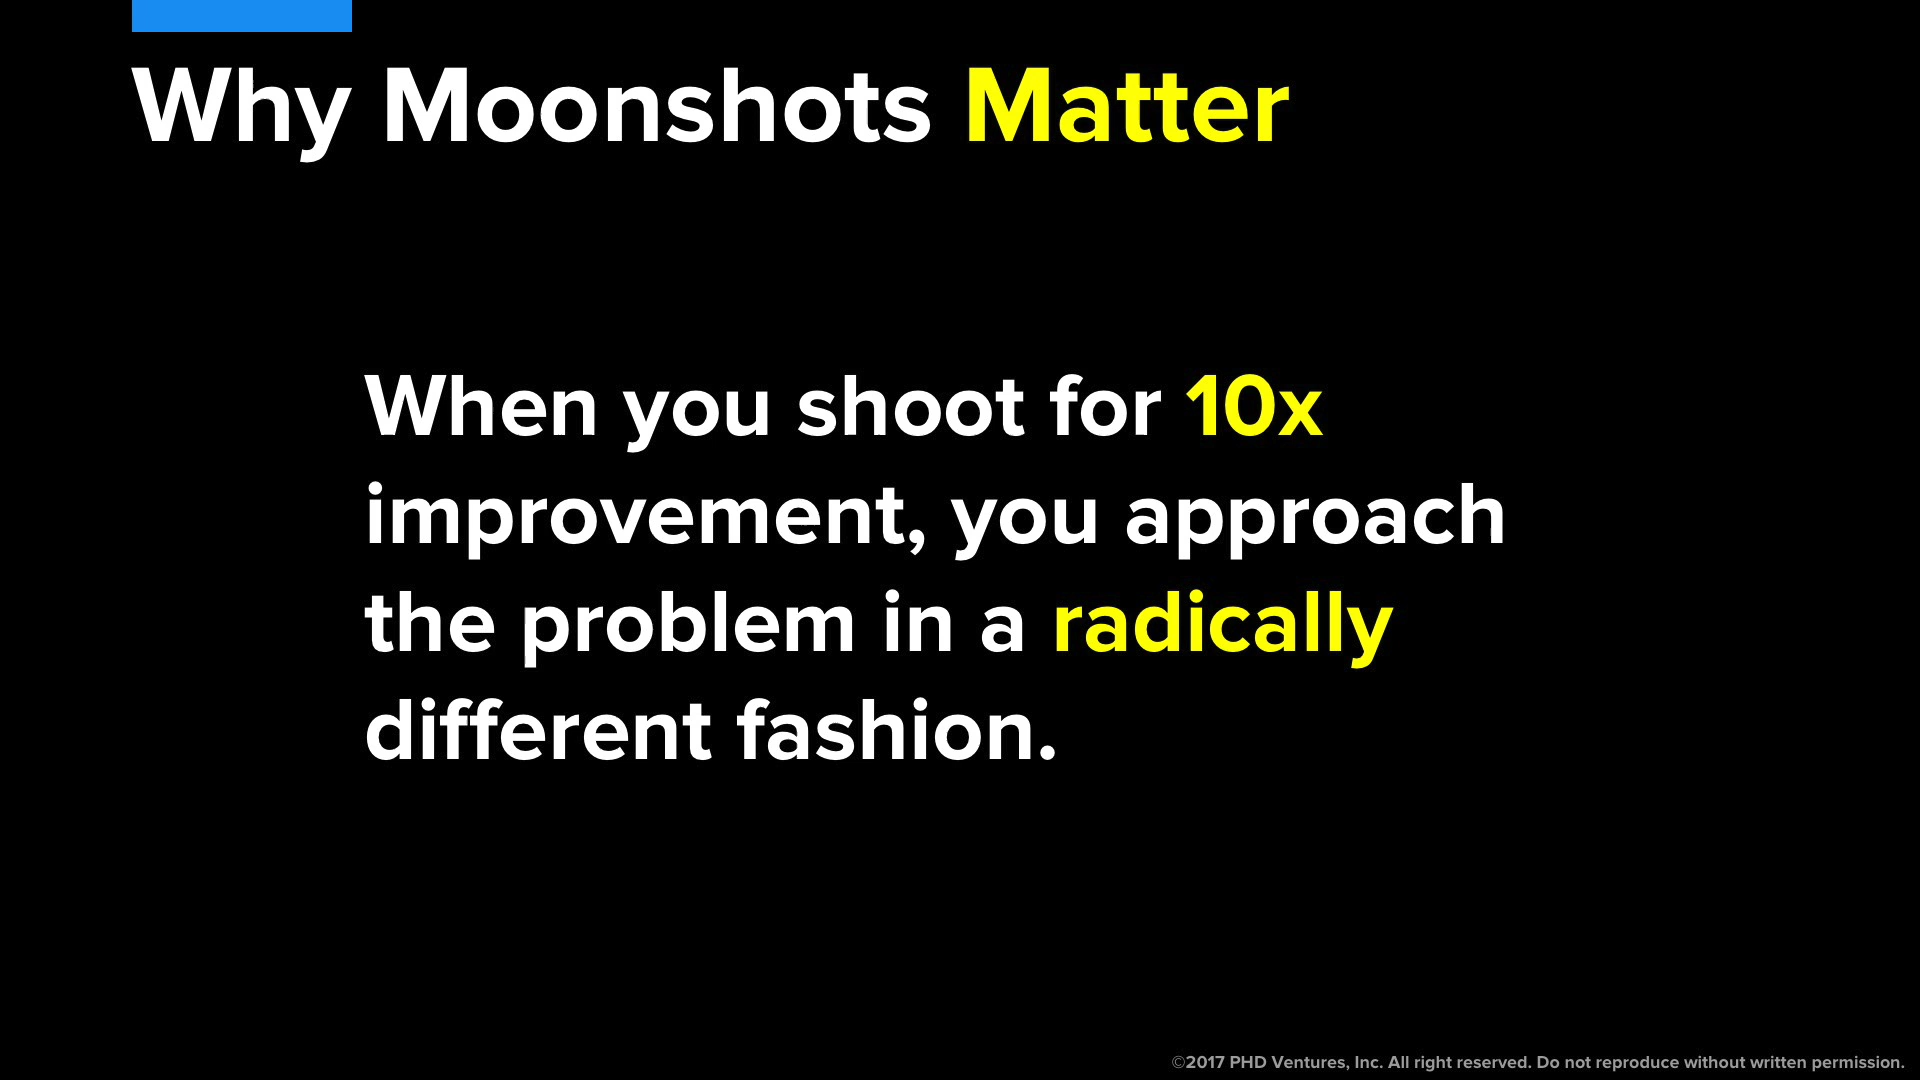 Why Moonshots Matter
When you shoot for 10x
improvement, you approach
the problem in a radically
different fashion.
©2017 PHD Ventures, Inc. All right reserved. Do not reproduce without written permission.